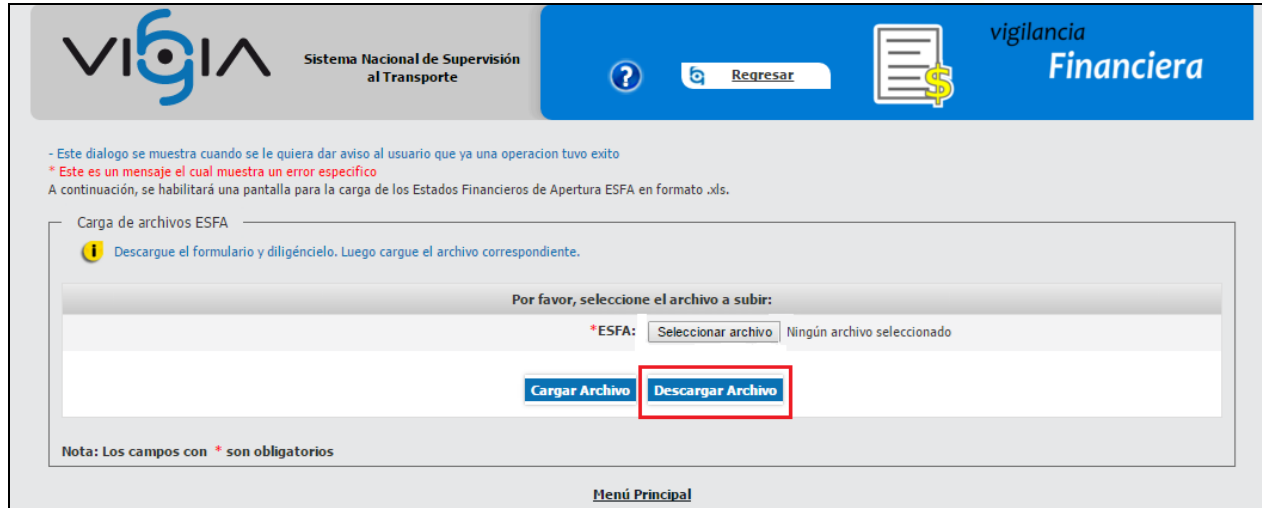 VIGIA
Sistema Nacional de Supervisión
al Transporte
?
Regresar
$
vigilancia
Financiera
- Este dialogo se muestra cuando se le quiera dar aviso al usuario que ya una operacion tuvo exito
* Este es un mensaje el cual muestra un error especifico
A continuación, se habilitará una pantalla para la carga de los Estados Financieros de Apertura ESFA en formato .xls.
Carga de archivos ESFA
i Descargue el formulario y diligéncielo. Luego cargue el archivo correspondiente.
Por favor, seleccione el archivo a subir:
*ESFA: Seleccionar archivo Ningún archivo seleccionado
Cargar Archivo Descargar Archivo
Nota: Los campos con * son obligatorios
Menú Principal